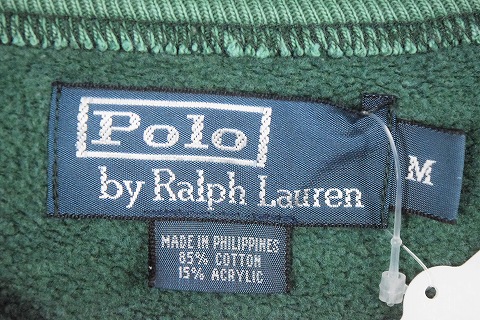 Polo
by Ralph Lauren
M
MADE IN PHILIPPINES
85% COTTON
15% ACRYLIC